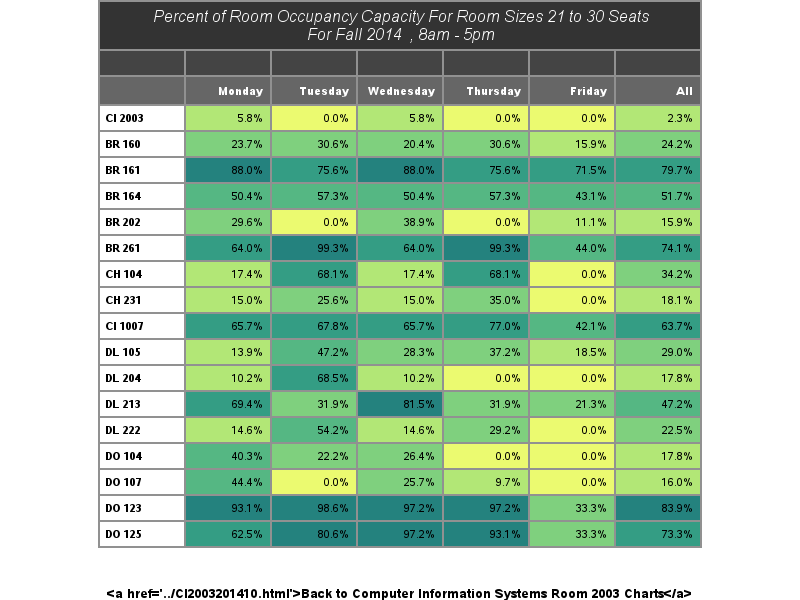 Percent of Room Occupancy Capacity For Room Sizes 21 to 30 Seats
For Fall 2014 , 8am - 5pm
Monday Tuesday Wednesday Thursday Friday All
CI 2003 5.8% 0.0% 5.8% 0.0% 0.0% 2.3%
BR 160 23.7% 30.6% 20.4% 30.6% 15.9% 24.2%
BR 161 88.0% 75.6% 88.0% 75.6% 71.5% 79.7%
BR 164 50.4% 57.3% 50.4% 57.3% 43.1% 51.7%
BR 202 29.6% 0.0% 38.9% 0.0% 11.1% 15.9%
BR 261 64.0% 99.3% 64.0% 99.3% 44.0% 74.1%
CH 104 17.4% 68.1% 17.4% 68.1% 0.0% 34.2%
CH 231 15.0% 25.6% 15.0% 35.0% 0.0% 18.1%
CI 1007 65.7% 67.8% 65.7% 77.0% 42.1% 63.7%
DL 105 13.9% 47.2% 28.3% 37.2% 18.5% 29.0%
DL 204 10.2% 68.5% 10.2% 0.0% 0.0% 17.8%
DL 213 69.4% 31.9% 81.5% 31.9% 21.3% 47.2%
DL 222 14.6% 54.2% 14.6% 29.2% 0.0% 22.5%
DO 104 40.3% 22.2% 26.4% 0.0% 0.0% 17.8%
DO 107 44.4% 0.0% 25.7% 9.7% 0.0% 16.0%
DO 123 93.1% 98.6% 97.2% 97.2% 33.3% 83.9%
DO 125 62.5% 80.6% 97.2% 93.1% 33.3% 73.3%
<a href='../CI2003201410.html'>Back to Computer Information Systems Room 2003 Charts</a>